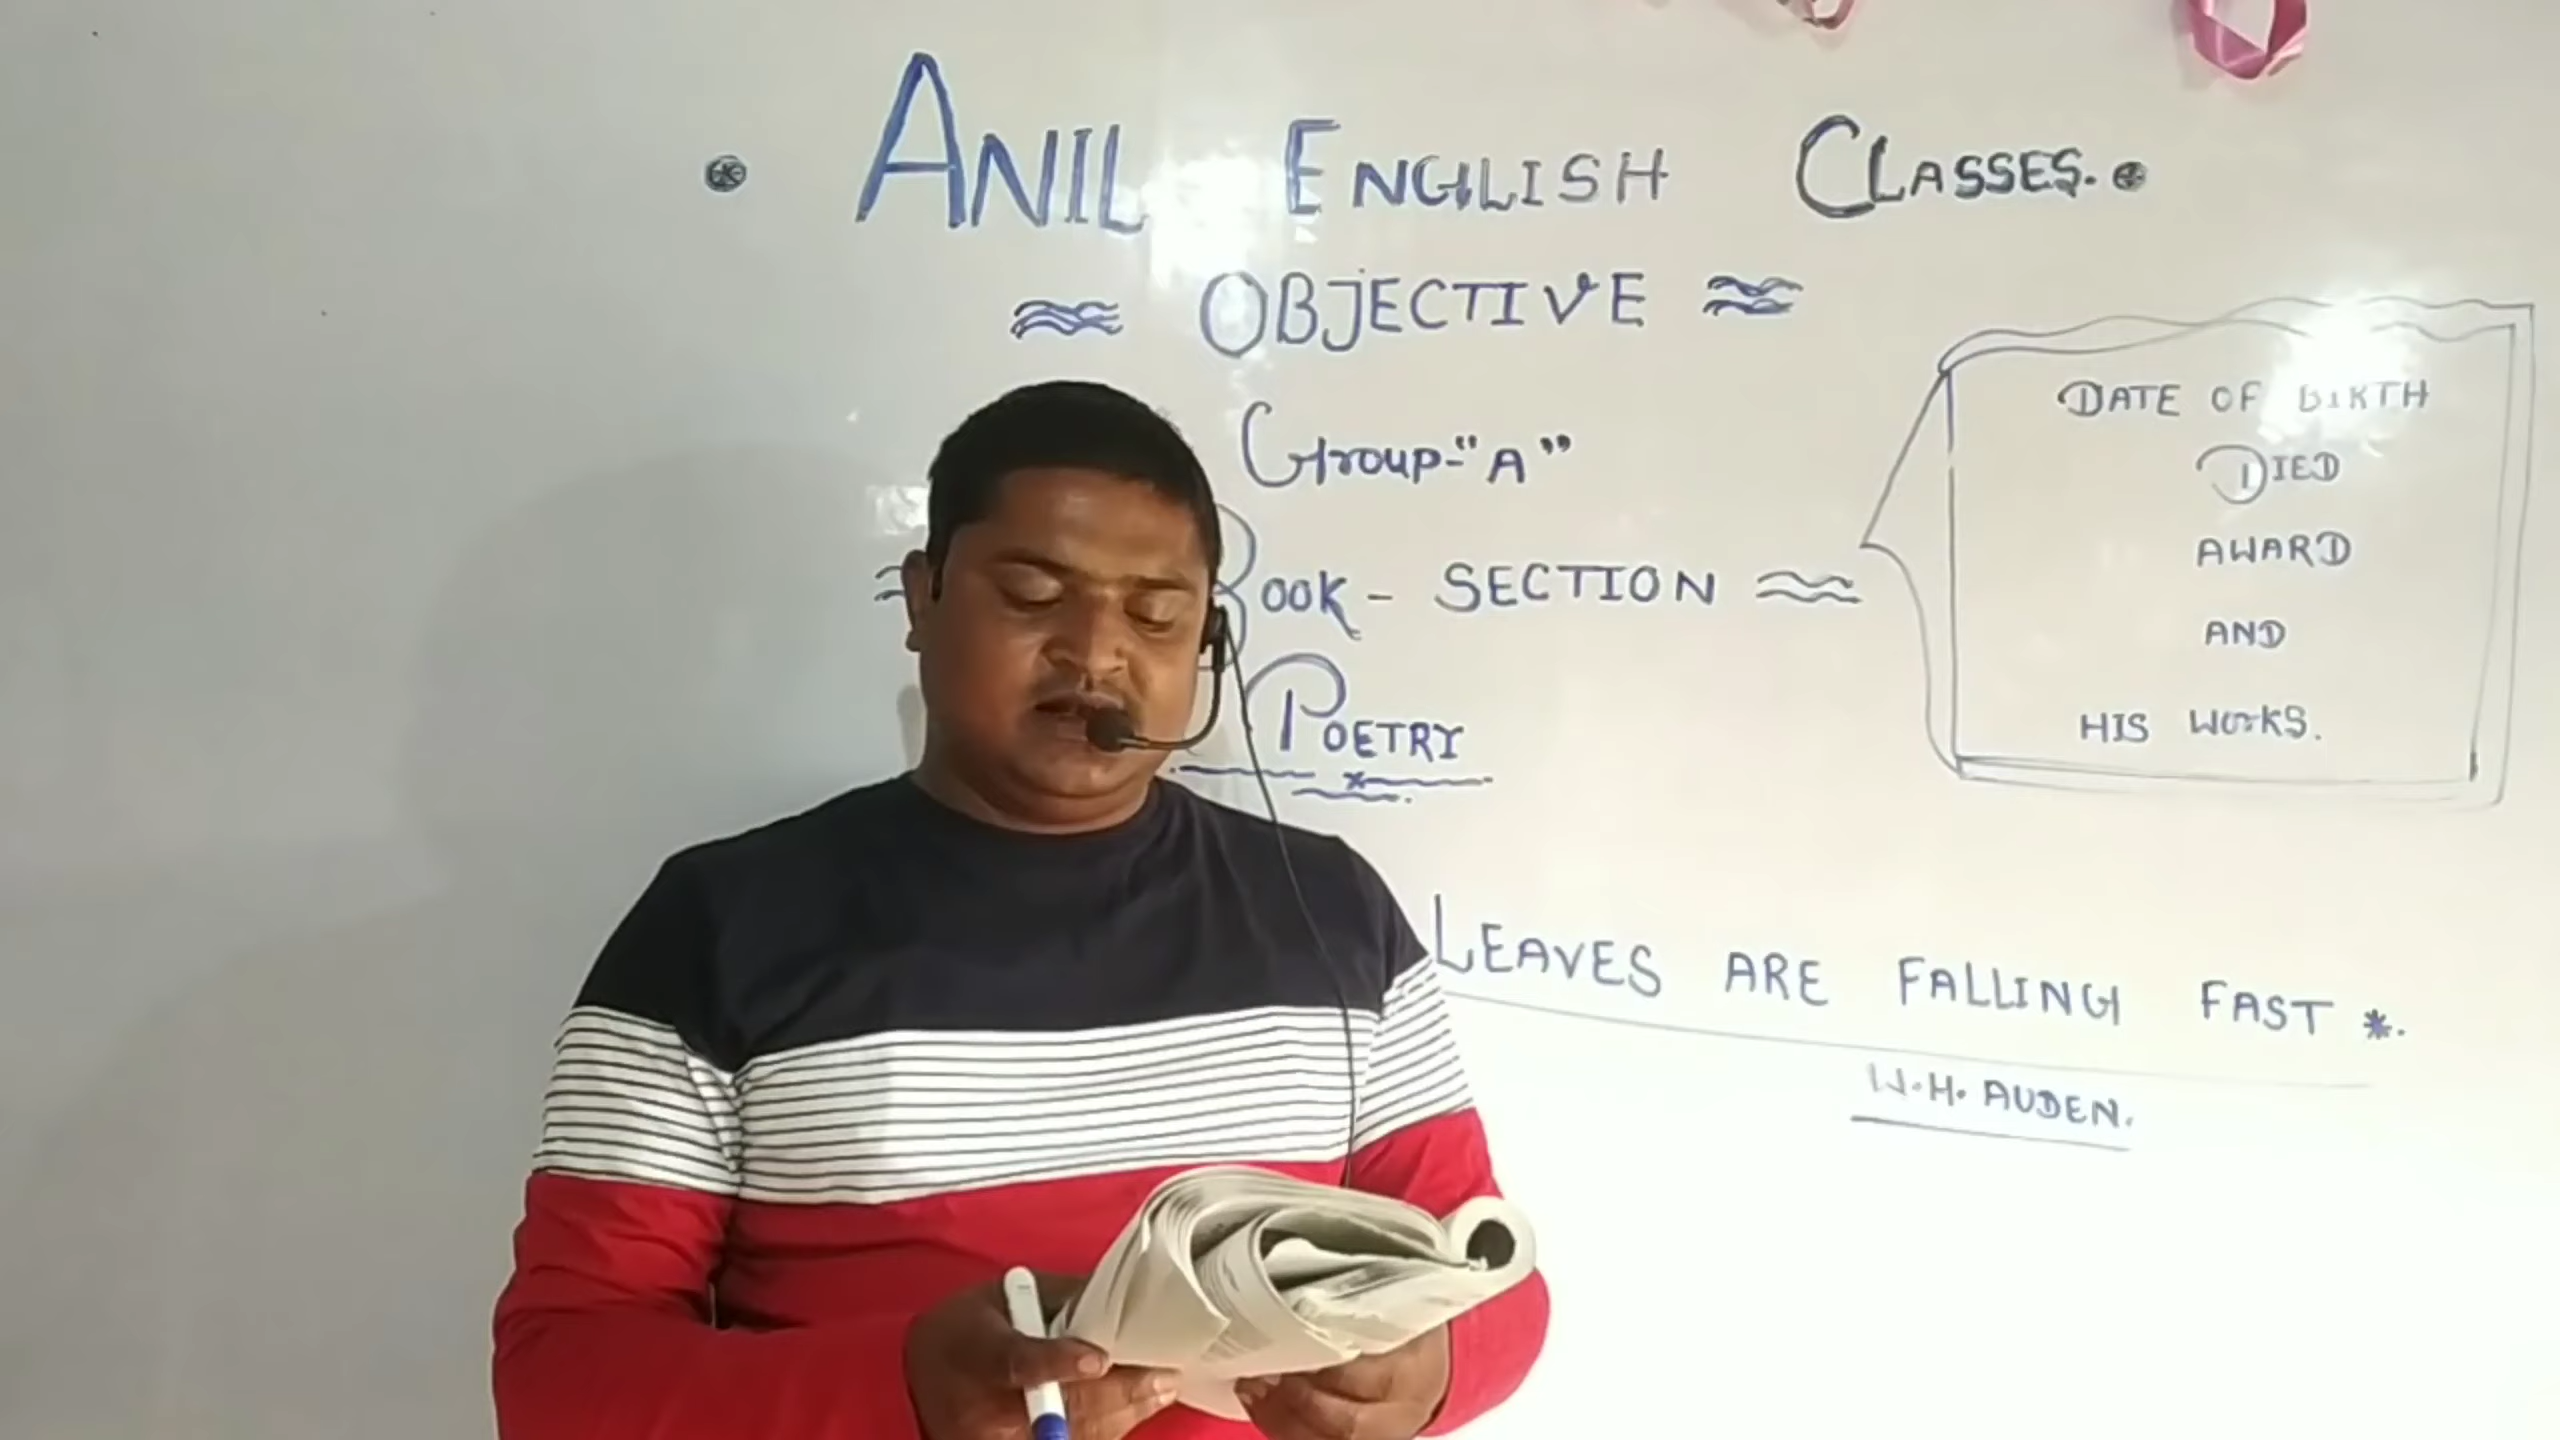 ANIL ENGLISH CLASSES.
OBJECTIVE
Group-"A"
BOOK - SECTION
POETRY
DATE OF BIRTH
DIED
AWARD
AND
HIS WORKS.
LEAVES ARE FALLING FAST *.
W.H. AUDEN.